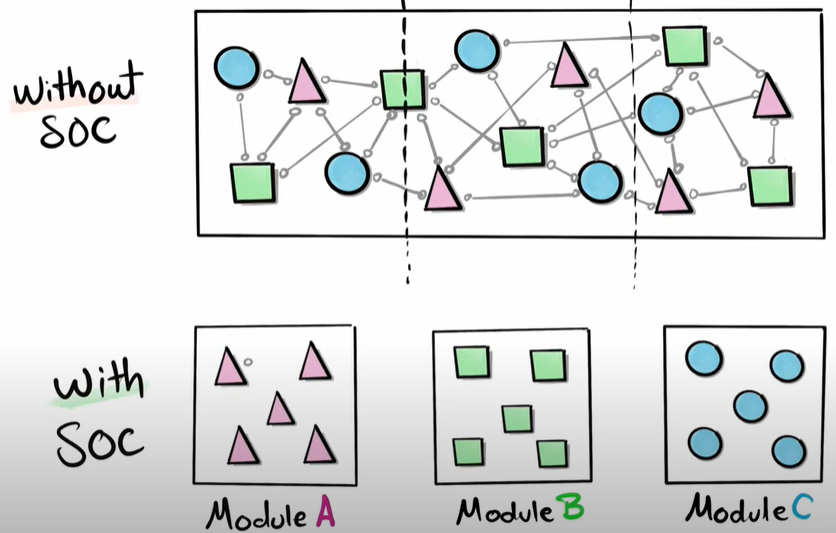 Without
SOC
With
SOC
Module A
Module B
Module C